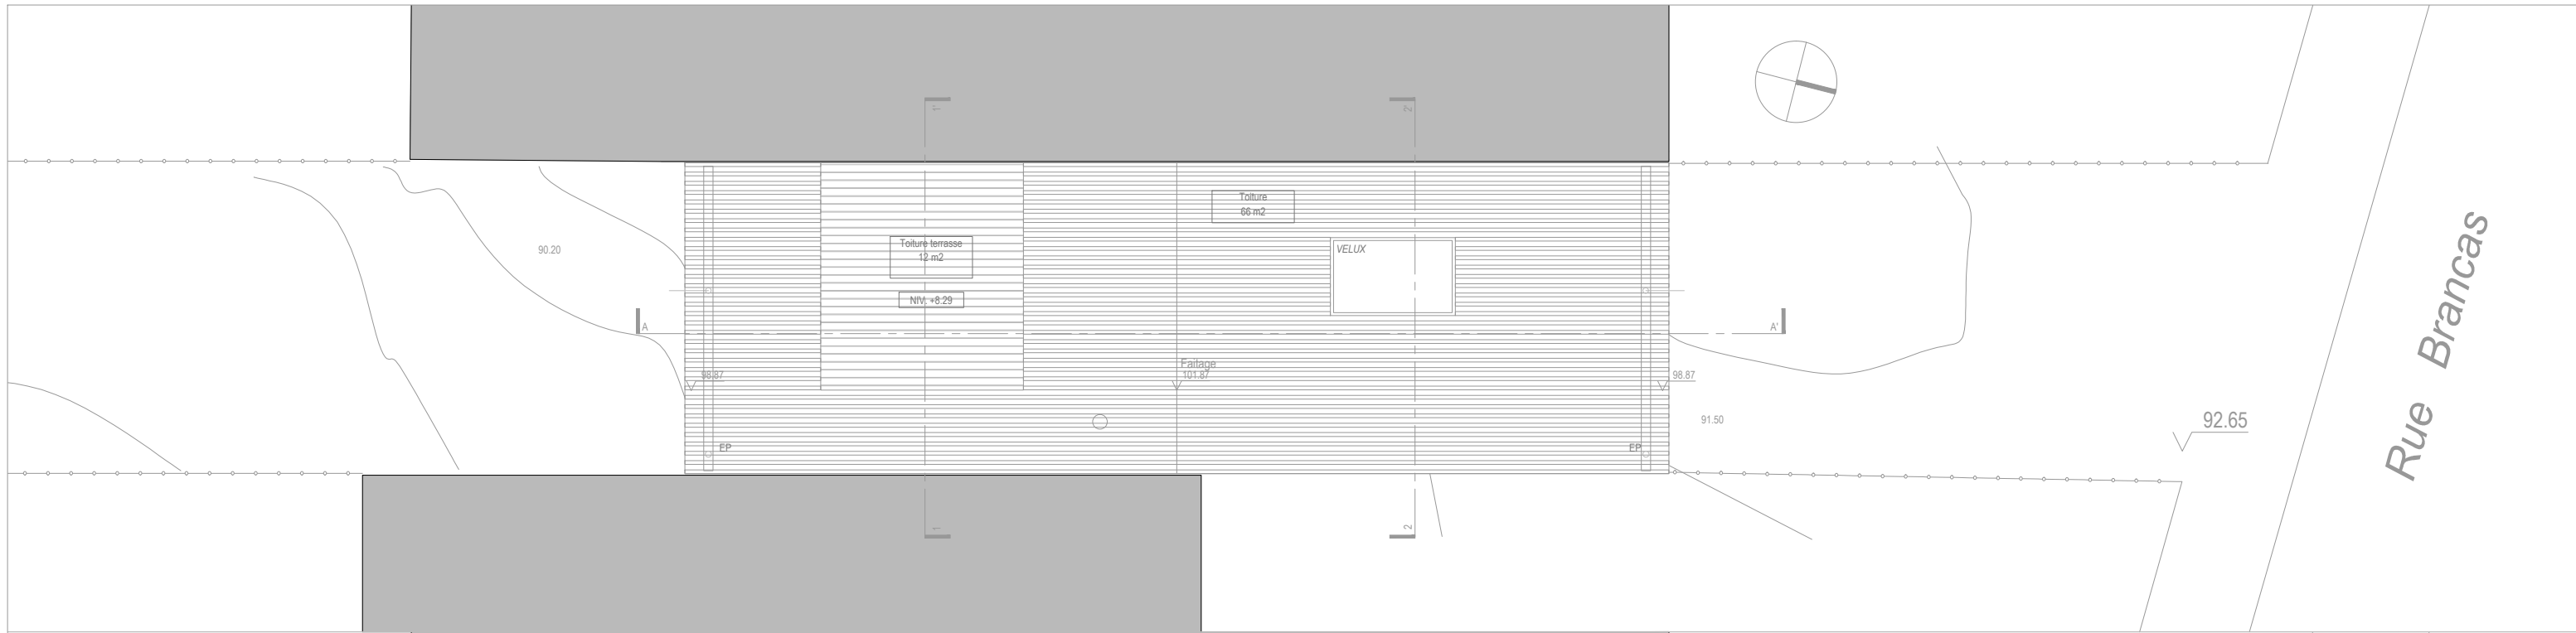 1'
2'
Toiture
66 m2
Toiture terrasse
12 m2
VELUX
90.20
NIV. +8.29
A
A'
Faitage
98.87
101.87
98.87
91.50
92.65
EP
EP
1
2
Rue Brancas